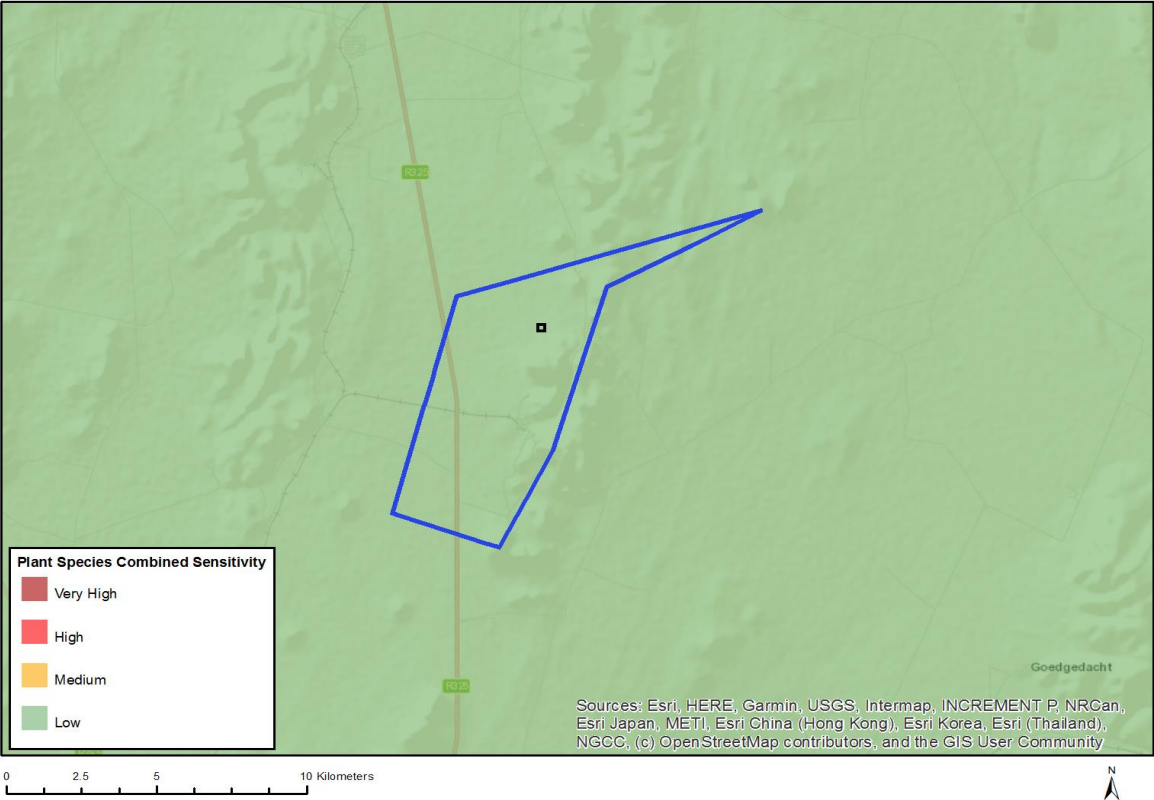 R325
Goedgedacht
R325
Plant Species Combined Sensitivity
Very High
High
Medium
Low
Sources: Esri, HERE, Garmin, USGS, Intermap, INCREMENT P, NRCan,
Esri Japan, METI, Esri China (Hong Kong), Esri Korea, Esri (Thailand),
NGCC, (c) OpenStreetMap contributors, and the GIS User Community
0 2.5 5 10 Kilometers
N